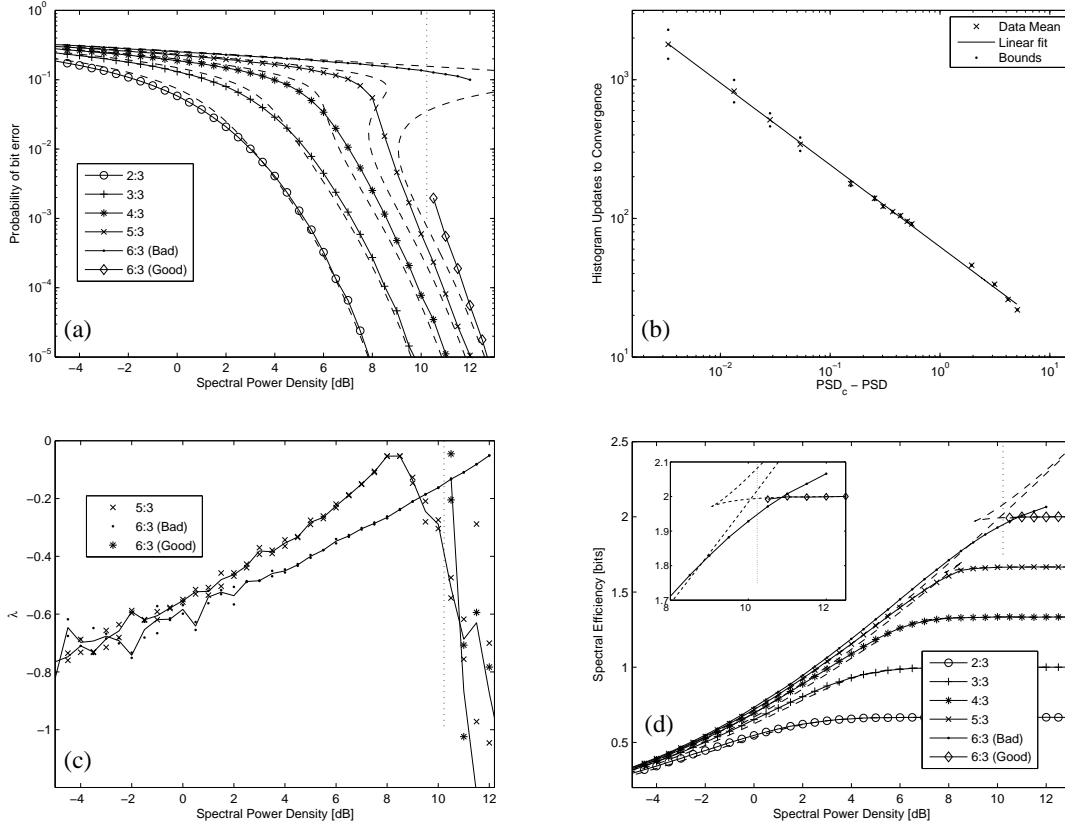 10^0
10^-1
10^-2
10^-3
10^-4
10^-5
Probability of bit error
2:3
3:3
4:3
5:3
6:3 (Bad)
6:3 (Good)
(a)
−4 −2 0 2 4 6 8 10 12
Spectral Power Density [dB]
Data Mean
Linear fit
Bounds
10^3
10^2
10^1
Histogram Updates to Convergence
(b)
10^-2 10^-1 10^0 10^1
PSD_c − PSD
0
−0.2
−0.4
−0.6
−0.8
−1
λ
5:3
6:3 (Bad)
6:3 (Good)
(c)
−4 −2 0 2 4 6 8 10 12
Spectral Power Density [dB]
2.5
2
1.5
1
0.5
Spectral Efficiency [bits]
2.1
2
1.9
1.8
1.7
8 10 12
2:3
3:3
4:3
5:3
6:3 (Bad)
6:3 (Good)
(d)
−4 −2 0 2 4 6 8 10 12
Spectral Power Density [dB]